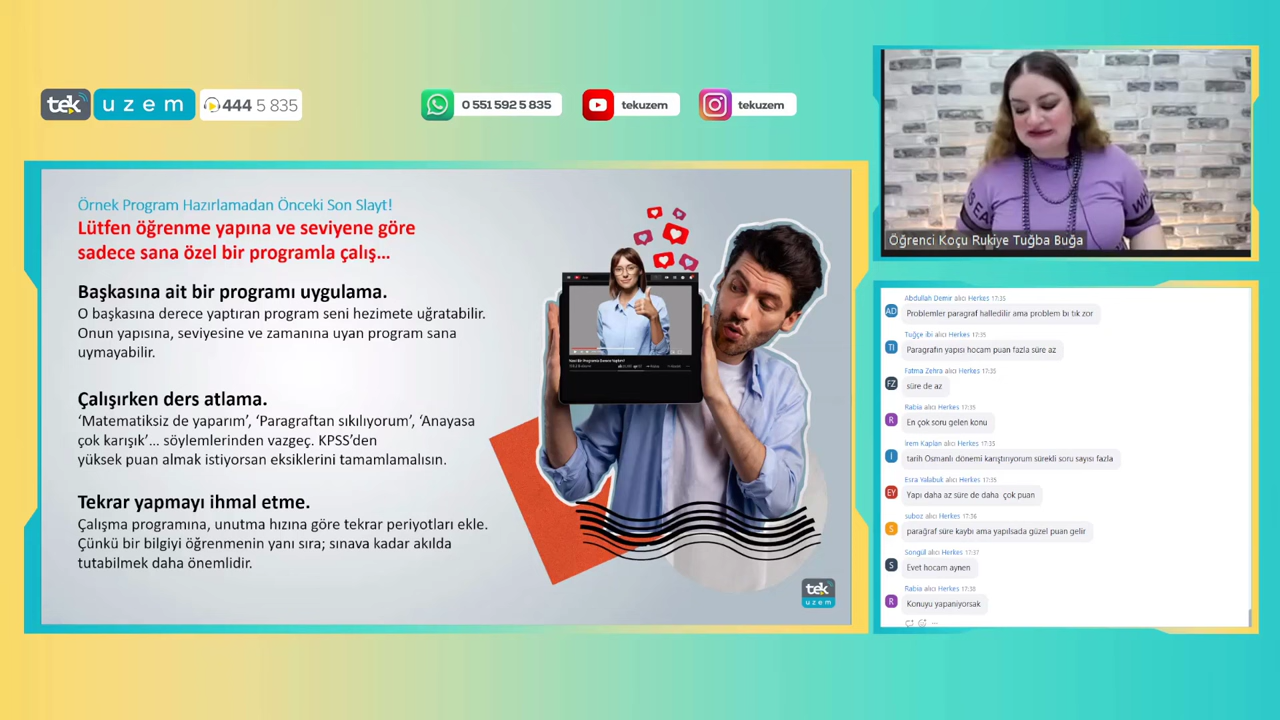 tek uzem 444 5 835
0 551 592 5 835
tekuzem
tekuzem
Örnek Program Hazırlamadan Önceki Son Slayt!
Lütfen öğrenme yapına ve seviyene göre
sadece sana özel bir programla çalış...
Başkasına ait bir programı uygulama.
O başkasına derece yaptıran program seni hezimete uğratabilir.
Onun yapısına, seviyesine ve zamanına uyan program sana
uymayabilir.
Çalışırken ders atlama.
‘Matematiksiz de yaparım’, ‘Paragraftan sıkılıyorum’, ‘Anayasa
çok karışık’... söylemlerinden vazgeç. KPSS’den
yüksek puan almak istiyorsan eksiklerini tamamlamalısın.
Tekrar yapmayı ihmal etme.
Çalışma programına, unutma hızına göre tekrar periyotları ekle.
Çünkü bir bilgiyi öğrenmenin yanı sıra; sınava kadar akılda
tutabilmek daha önemlidir.
tek
uzem
Öğrenci Koçu Rukiye Tuğba Buğa
Abdullah Demir alıcı Herkes 17:35
AD Problemler paragraf halledilir ama problem bı tık zor
Tuğçe ibi alıcı Herkes 17:35
TI Paragrafın yapısı hocam puan fazla süre az
Fatma Zehra alıcı Herkes 17:35
FZ süre de az
Rabia alıcı Herkes 17:35
R En çok soru gelen konu
irem Kaplan alıcı Herkes 17:35
I tarih Osmanlı dönemi karıştırıyorum sürekli soru sayısı fazla
Esra Yalabuk alıcı Herkes 17:35
EY Yapı daha az süre de daha çok puan
suboz alıcı Herkes 17:36
S parağraf süre kaybı ama yapılsada güzel puan gelir
Songül alıcı Herkes 17:37
S Evet hocam aynen
Rabia alıcı Herkes 17:38
R Konuyu yapanıyorsak